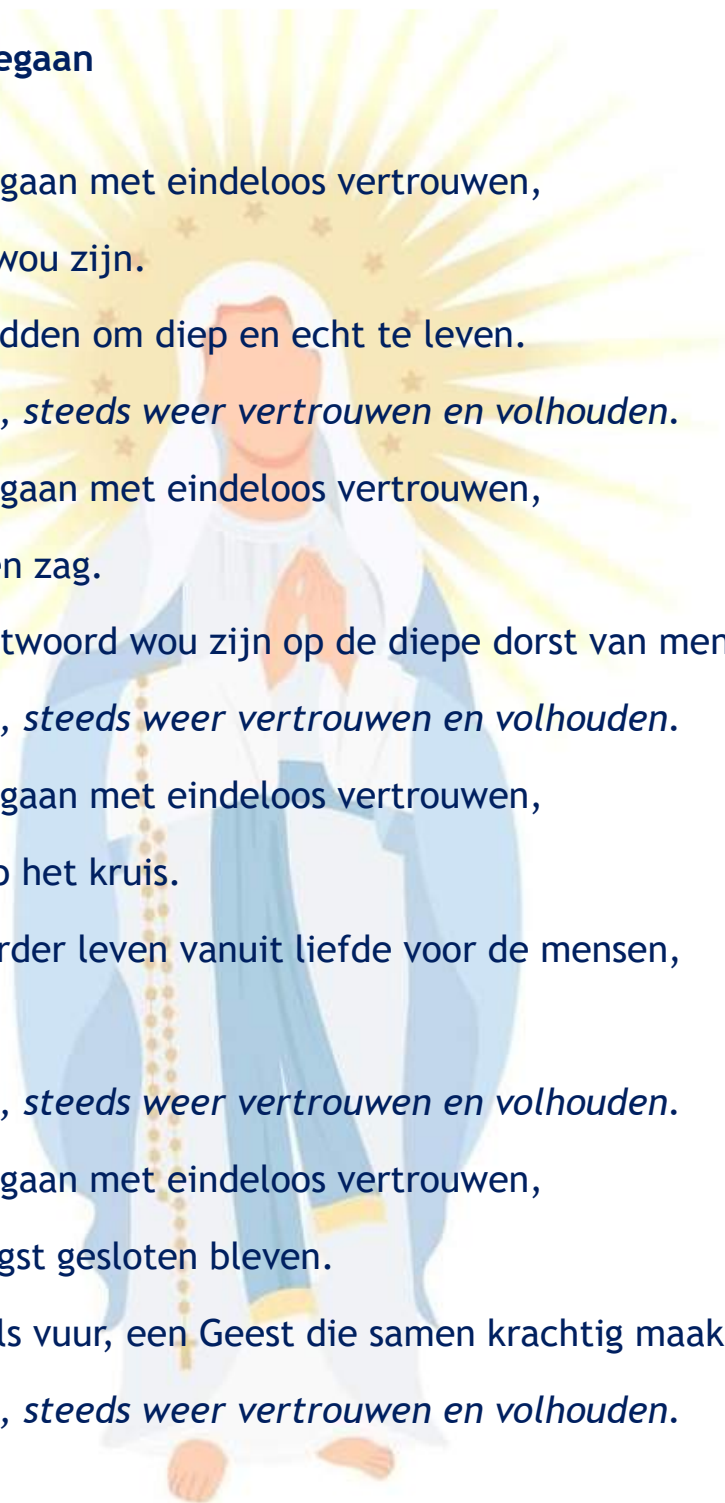 egaan
gaan met eindeloos vertrouwen,
wou zijn.
dden om diep en echt te leven.
, steeds weer vertrouwen en volhouden.
gaan met eindeloos vertrouwen,
n zag.
twoord wou zijn op de diepe dorst van men
, steeds weer vertrouwen en volhouden.
gaan met eindeloos vertrouwen,
het kruis.
rder leven vanuit liefde voor de mensen,
, steeds weer vertrouwen en volhouden.
gaan met eindeloos vertrouwen,
gst gesloten bleven.
ls vuur, een Geest die samen krachtig maak
, steeds weer vertrouwen en volhouden.